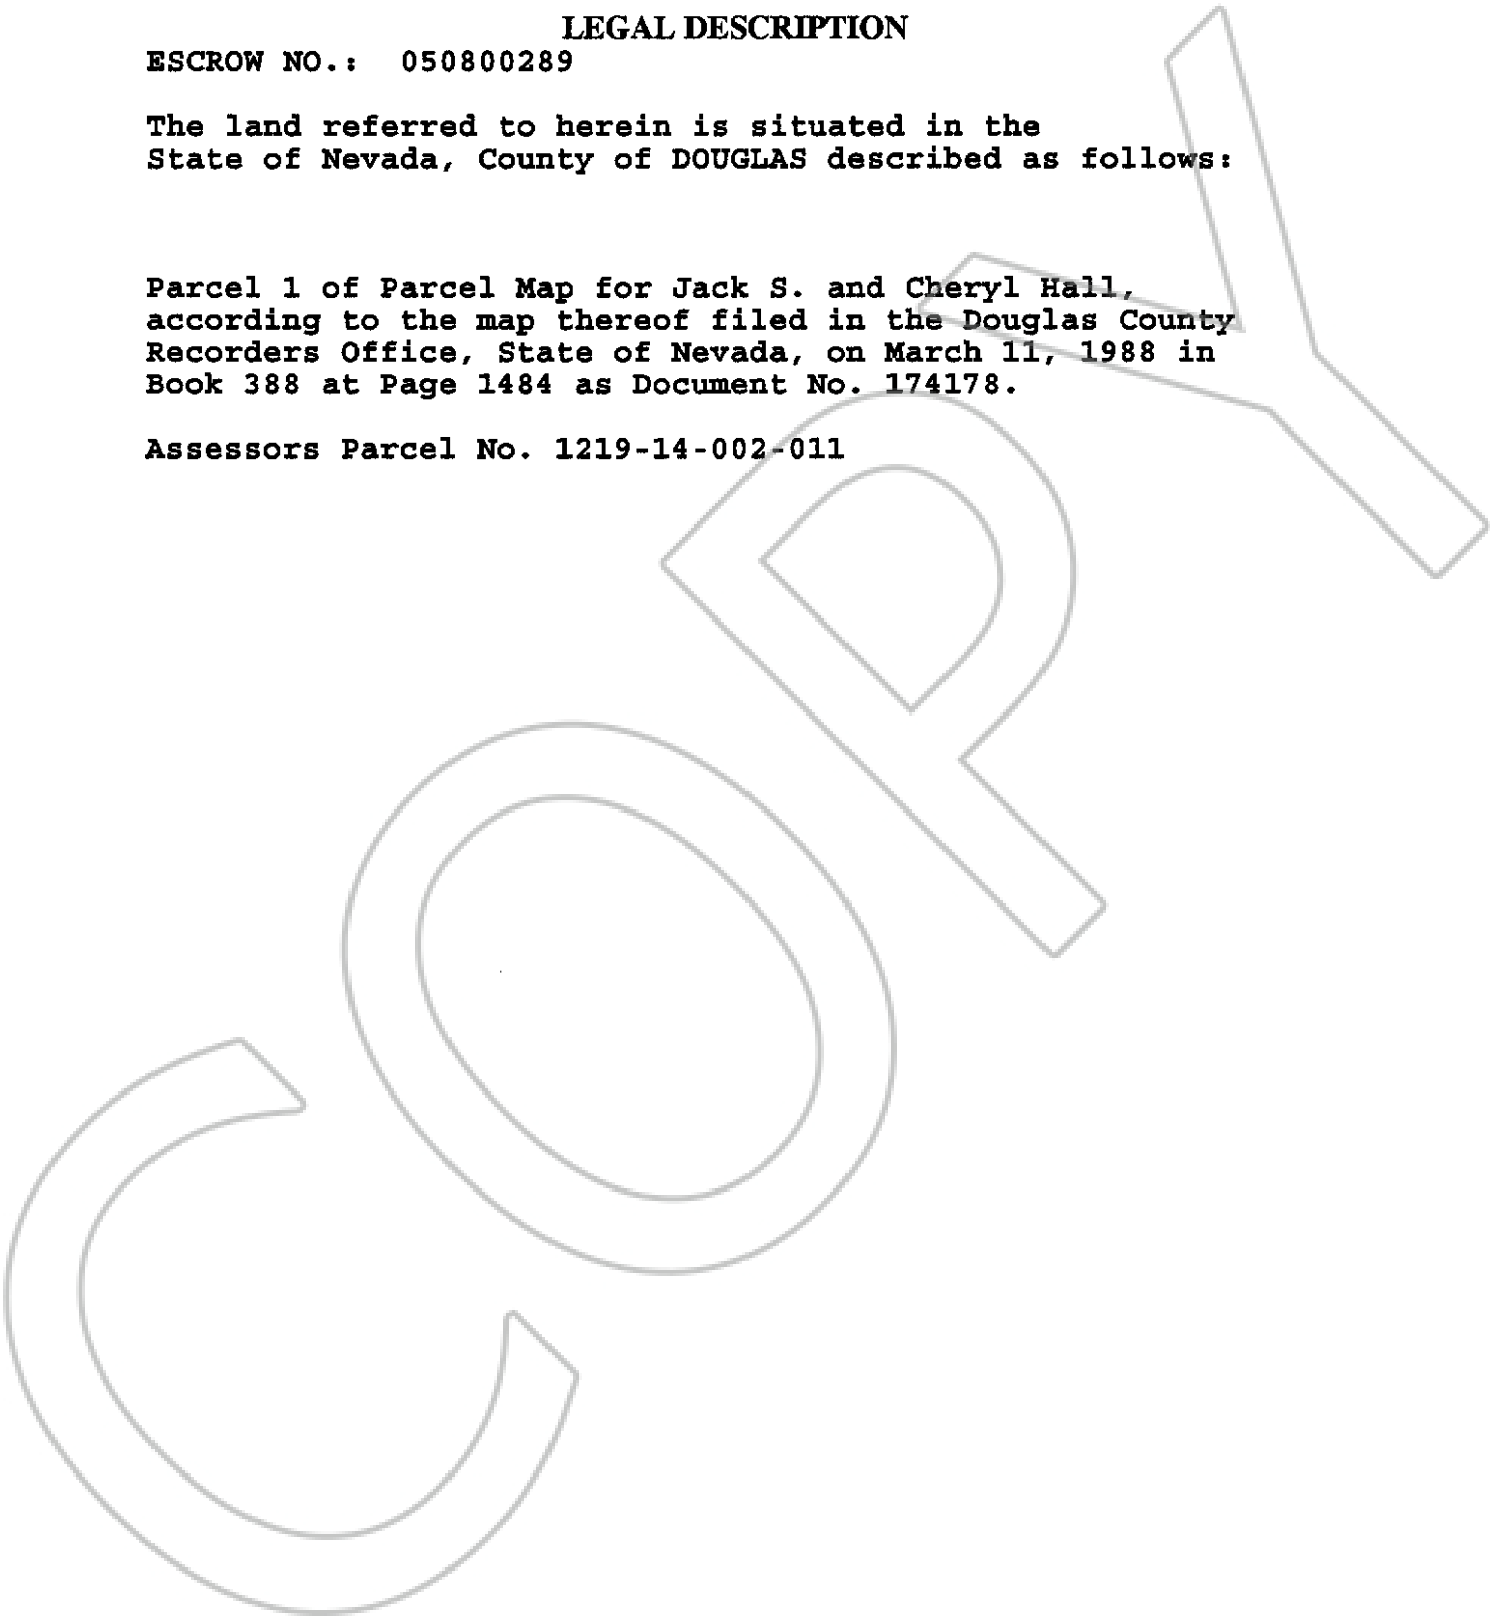 LEGAL DESCRIPTION
ESCROW NO.: 050800289
The land referred to herein is situated in the
State of Nevada, County of DOUGLAS described as follows:
Parcel 1 of Parcel Map for Jack S. and Cheryl Hall,
according to the map thereof filed in the Douglas County
Recorders Office, State of Nevada, on March 11, 1988 in
Book 388 at Page 1484 as Document No. 174178.
Assessors Parcel No. 1219-14-002-011
COPY